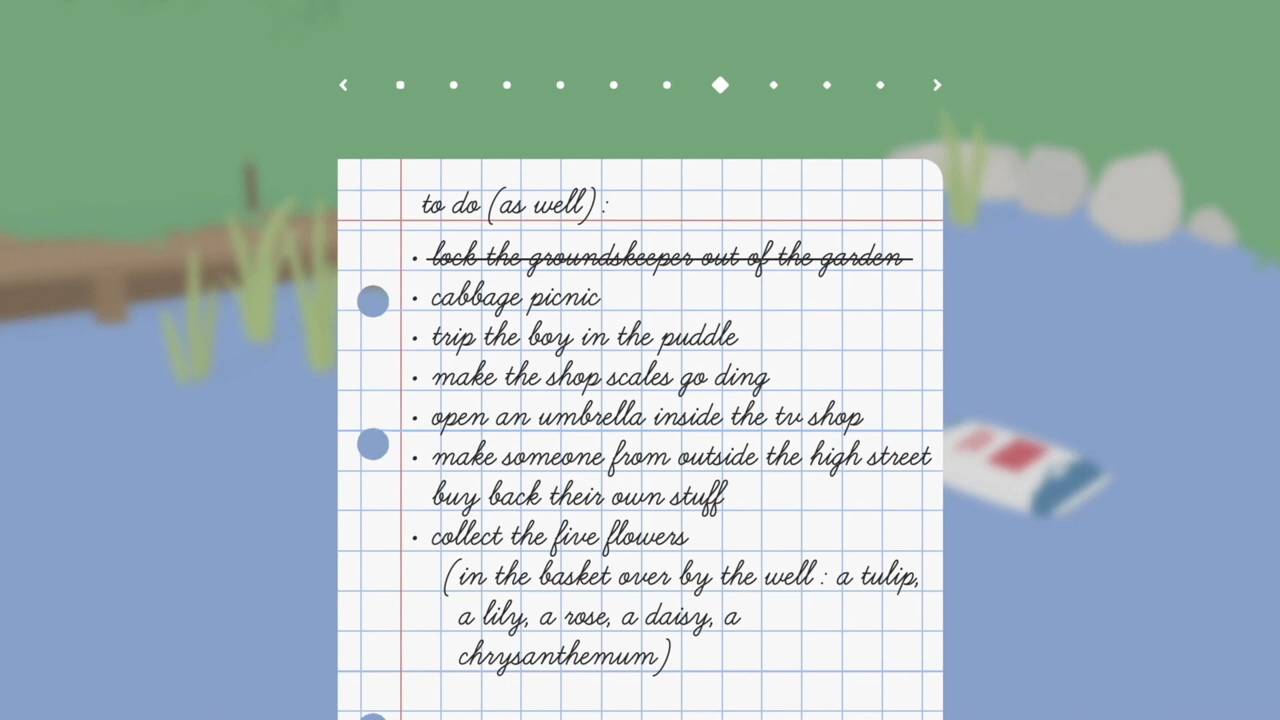 to do (as well):
• lock the groundskeeper out of the garden
• cabbage picnic
• trip the boy in the puddle
• make the shop scales go ding
• open an umbrella inside the tv shop
• make someone from outside the high street
buy back their own stuff
• collect the five flowers
(in the basket over by the well : a tulip,
a lily, a rose, a daisy, a
chrysanthemum)